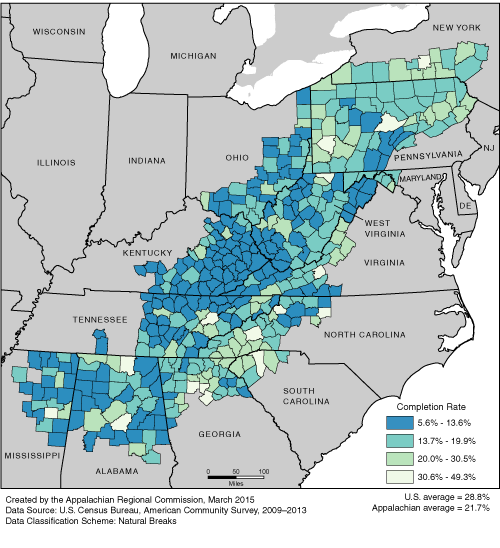 WISCONSIN
MICHIGAN
NEW YORK
ILLINOIS
INDIANA
OHIO
PENNSYLVANIA
NJ
MARYLAND
DE
WEST
VIRGINIA
KENTUCKY
VIRGINIA
TENNESSEE
NORTH CAROLINA
SOUTH
CAROLINA
GEORGIA
MISSISSIPPI
ALABAMA
Completion Rate
5.6% - 13.6%
13.7% - 19.9%
20.0% - 30.5%
30.6% - 49.3%
0 50 100
Miles
U.S. average = 28.8%
Appalachian average = 21.7%
Created by the Appalachian Regional Commission, March 2015
Data Source: U.S. Census Bureau, American Community Survey, 2009–2013
Data Classification Scheme: Natural Breaks